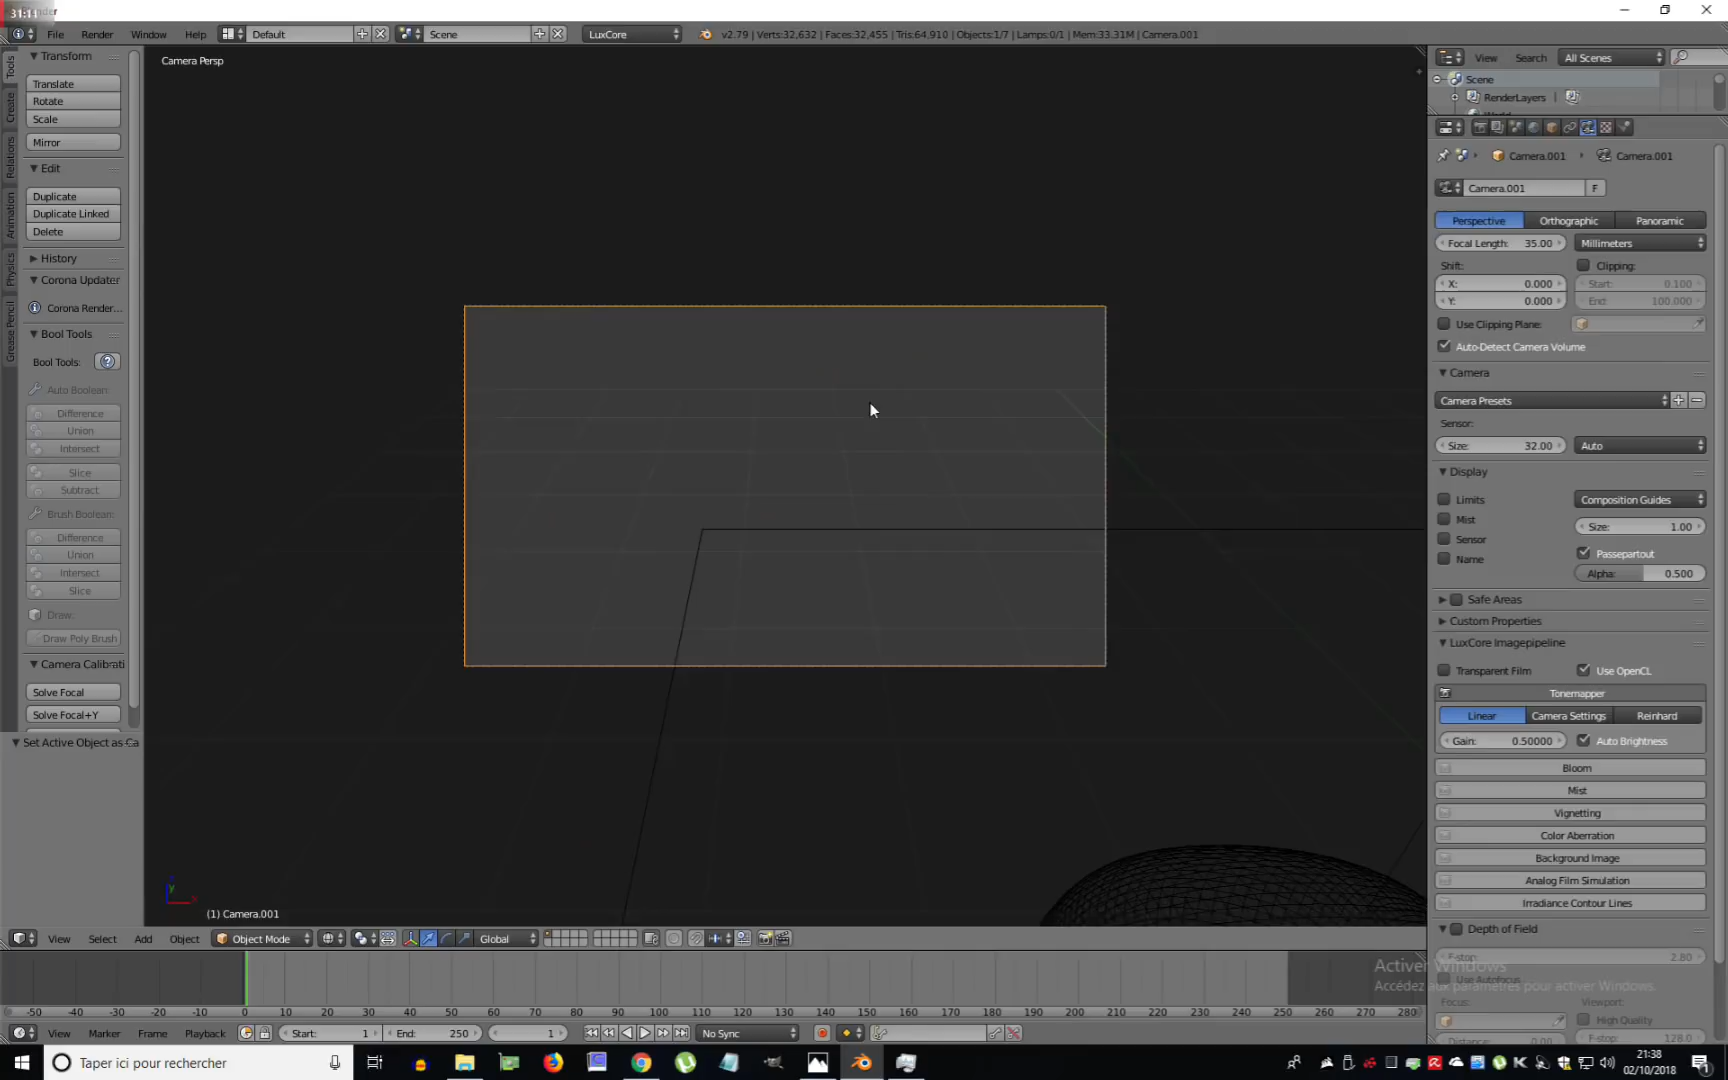 31:14
File Render Window Help Default Scene LuxCore v2.79 | Verts:32,632 | Faces:32,455 | Tris:64,910 | Objects:1/7 | Lamps:0/1 | Mem:33.31M | Camera.001
Tools
Create
Relations
Animation
Physics
Grease Pencil
Transform
Translate
Rotate
Scale
Mirror
Edit
Duplicate
Duplicate Linked
Delete
History
Corona Updater
Corona Render...
Bool Tools
Bool Tools:
Auto Boolean:
Difference
Union
Intersect
Slice
Subtract
Brush Boolean:
Difference
Union
Intersect
Slice
Draw:
Draw Poly Brush
Camera Calibrati
Solve Focal
Solve Focal+Y
Set Active Object as Ca
Camera Persp
(1) Camera.001
View Search All Scenes
Scene
RenderLayers |
Camera.001 Camera.001
Camera.001 F
Perspective Orthographic Panoramic
Focal Length: 35.00 Millimeters
Shift: Clipping:
X: 0.000 Start: 0.100
Y: 0.000 End: 100.000
Use Clipping Plane:
Auto-Detect Camera Volume
Camera
Camera Presets
Sensor:
Size: 32.00 Auto
Display
Limits Composition Guides
Mist Size: 1.00
Sensor Passepartout
Name Alpha: 0.500
Safe Areas
Custom Properties
LuxCore Imagepipeline
Transparent Film Use OpenCL
Tonemapper
Linear Camera Settings Reinhard
Gain: 0.50000 Auto Brightness
Bloom
Mist
Vignetting
Color Aberration
Background Image
Analog Film Simulation
Irradiance Contour Lines
Depth of Field
F-stop: 2.80
Use Autofocus
Focus: Viewport:
High Quality
Distance: 0.00 F-stop: 128.0
Activer Windows
Accédez aux paramètres pour activer Windows.
View Select Add Object Object Mode Global
-50 -40 -30 -20 -10 0 10 20 30 40 50 60 70 80 90 100 110 120 130 140 150 160 170 180 190 200 210 220 230 240 250 260 270 280
View Marker Frame Playback Start: 1 End: 250 1 No Sync
Taper ici pour rechercher
21:38
02/10/2018